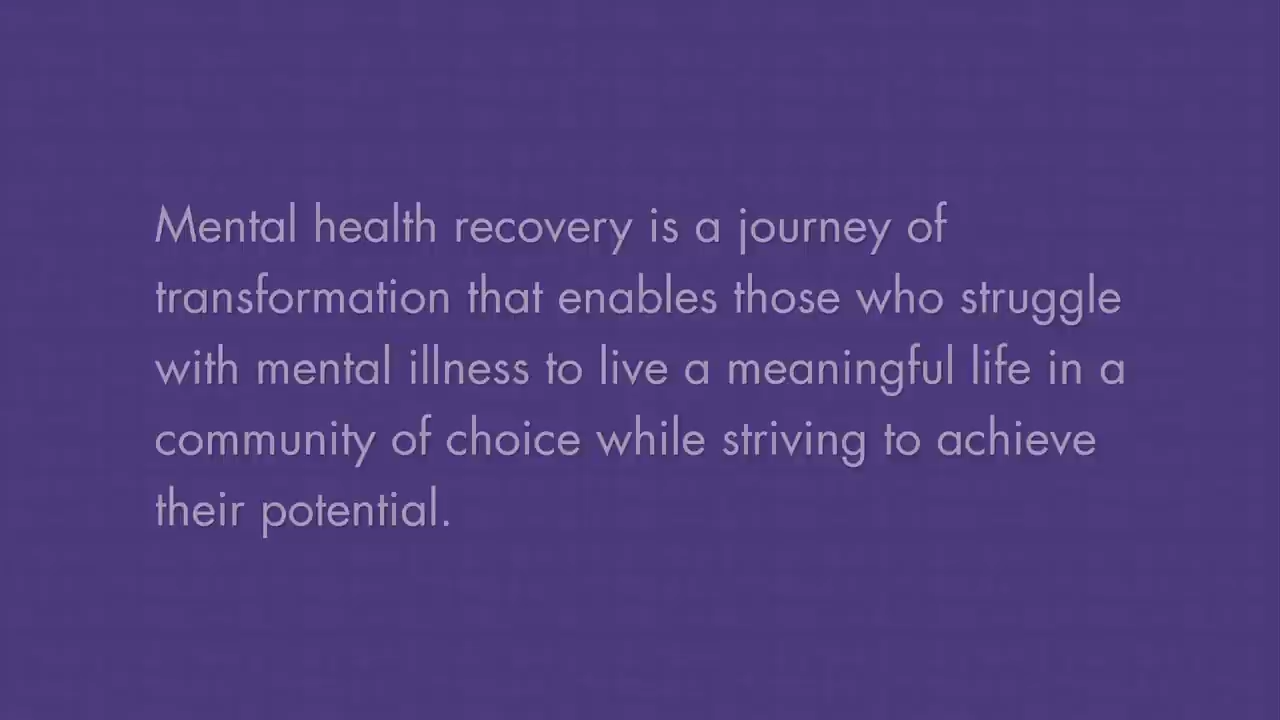 Mental health recovery is a journey of
transformation that enables those who struggle
with mental illness to live a meaningful life in a
community of choice while striving to achieve
their potential.